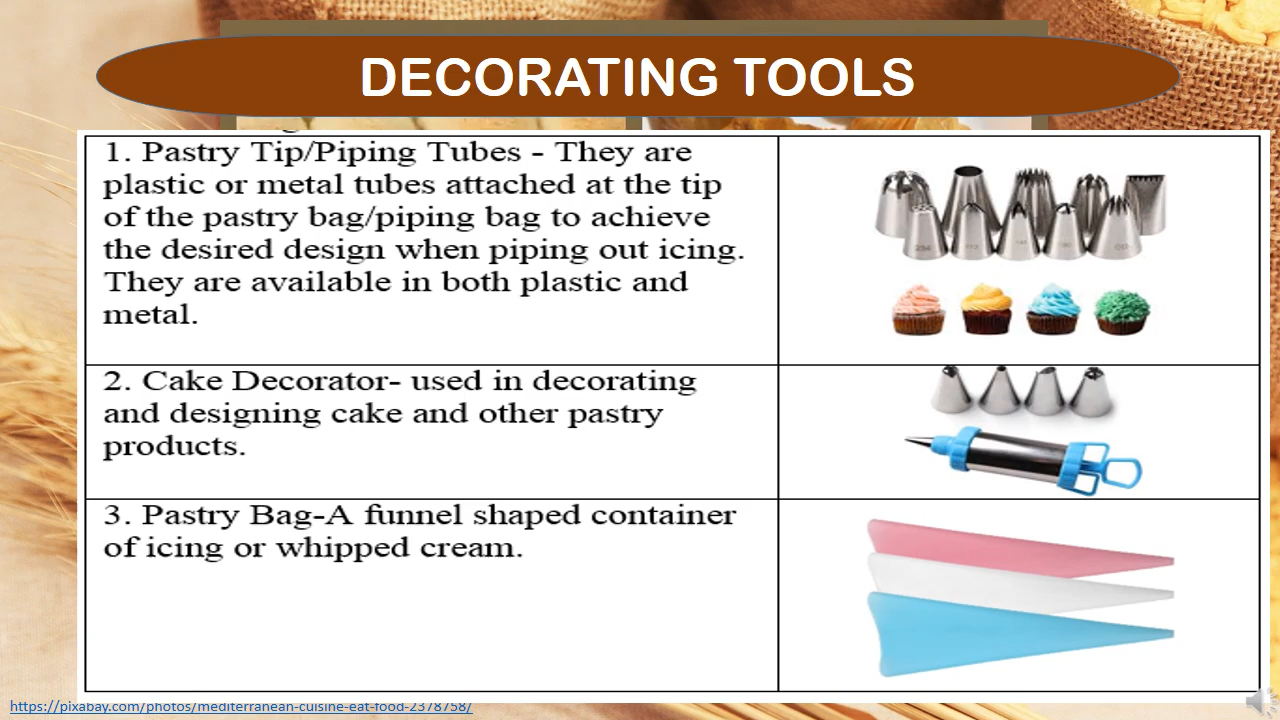 DECORATING TOOLS
1. Pastry Tip/Piping Tubes - They are
plastic or metal tubes attached at the tip
of the pastry bag/piping bag to achieve
the desired design when piping out icing.
They are available in both plastic and
metal.
2. Cake Decorator- used in decorating
and designing cake and other pastry
products.
3. Pastry Bag-A funnel shaped container
of icing or whipped cream.
https://pixabay.com/photos/mediterranean-cuisine-eat-food-2378758/